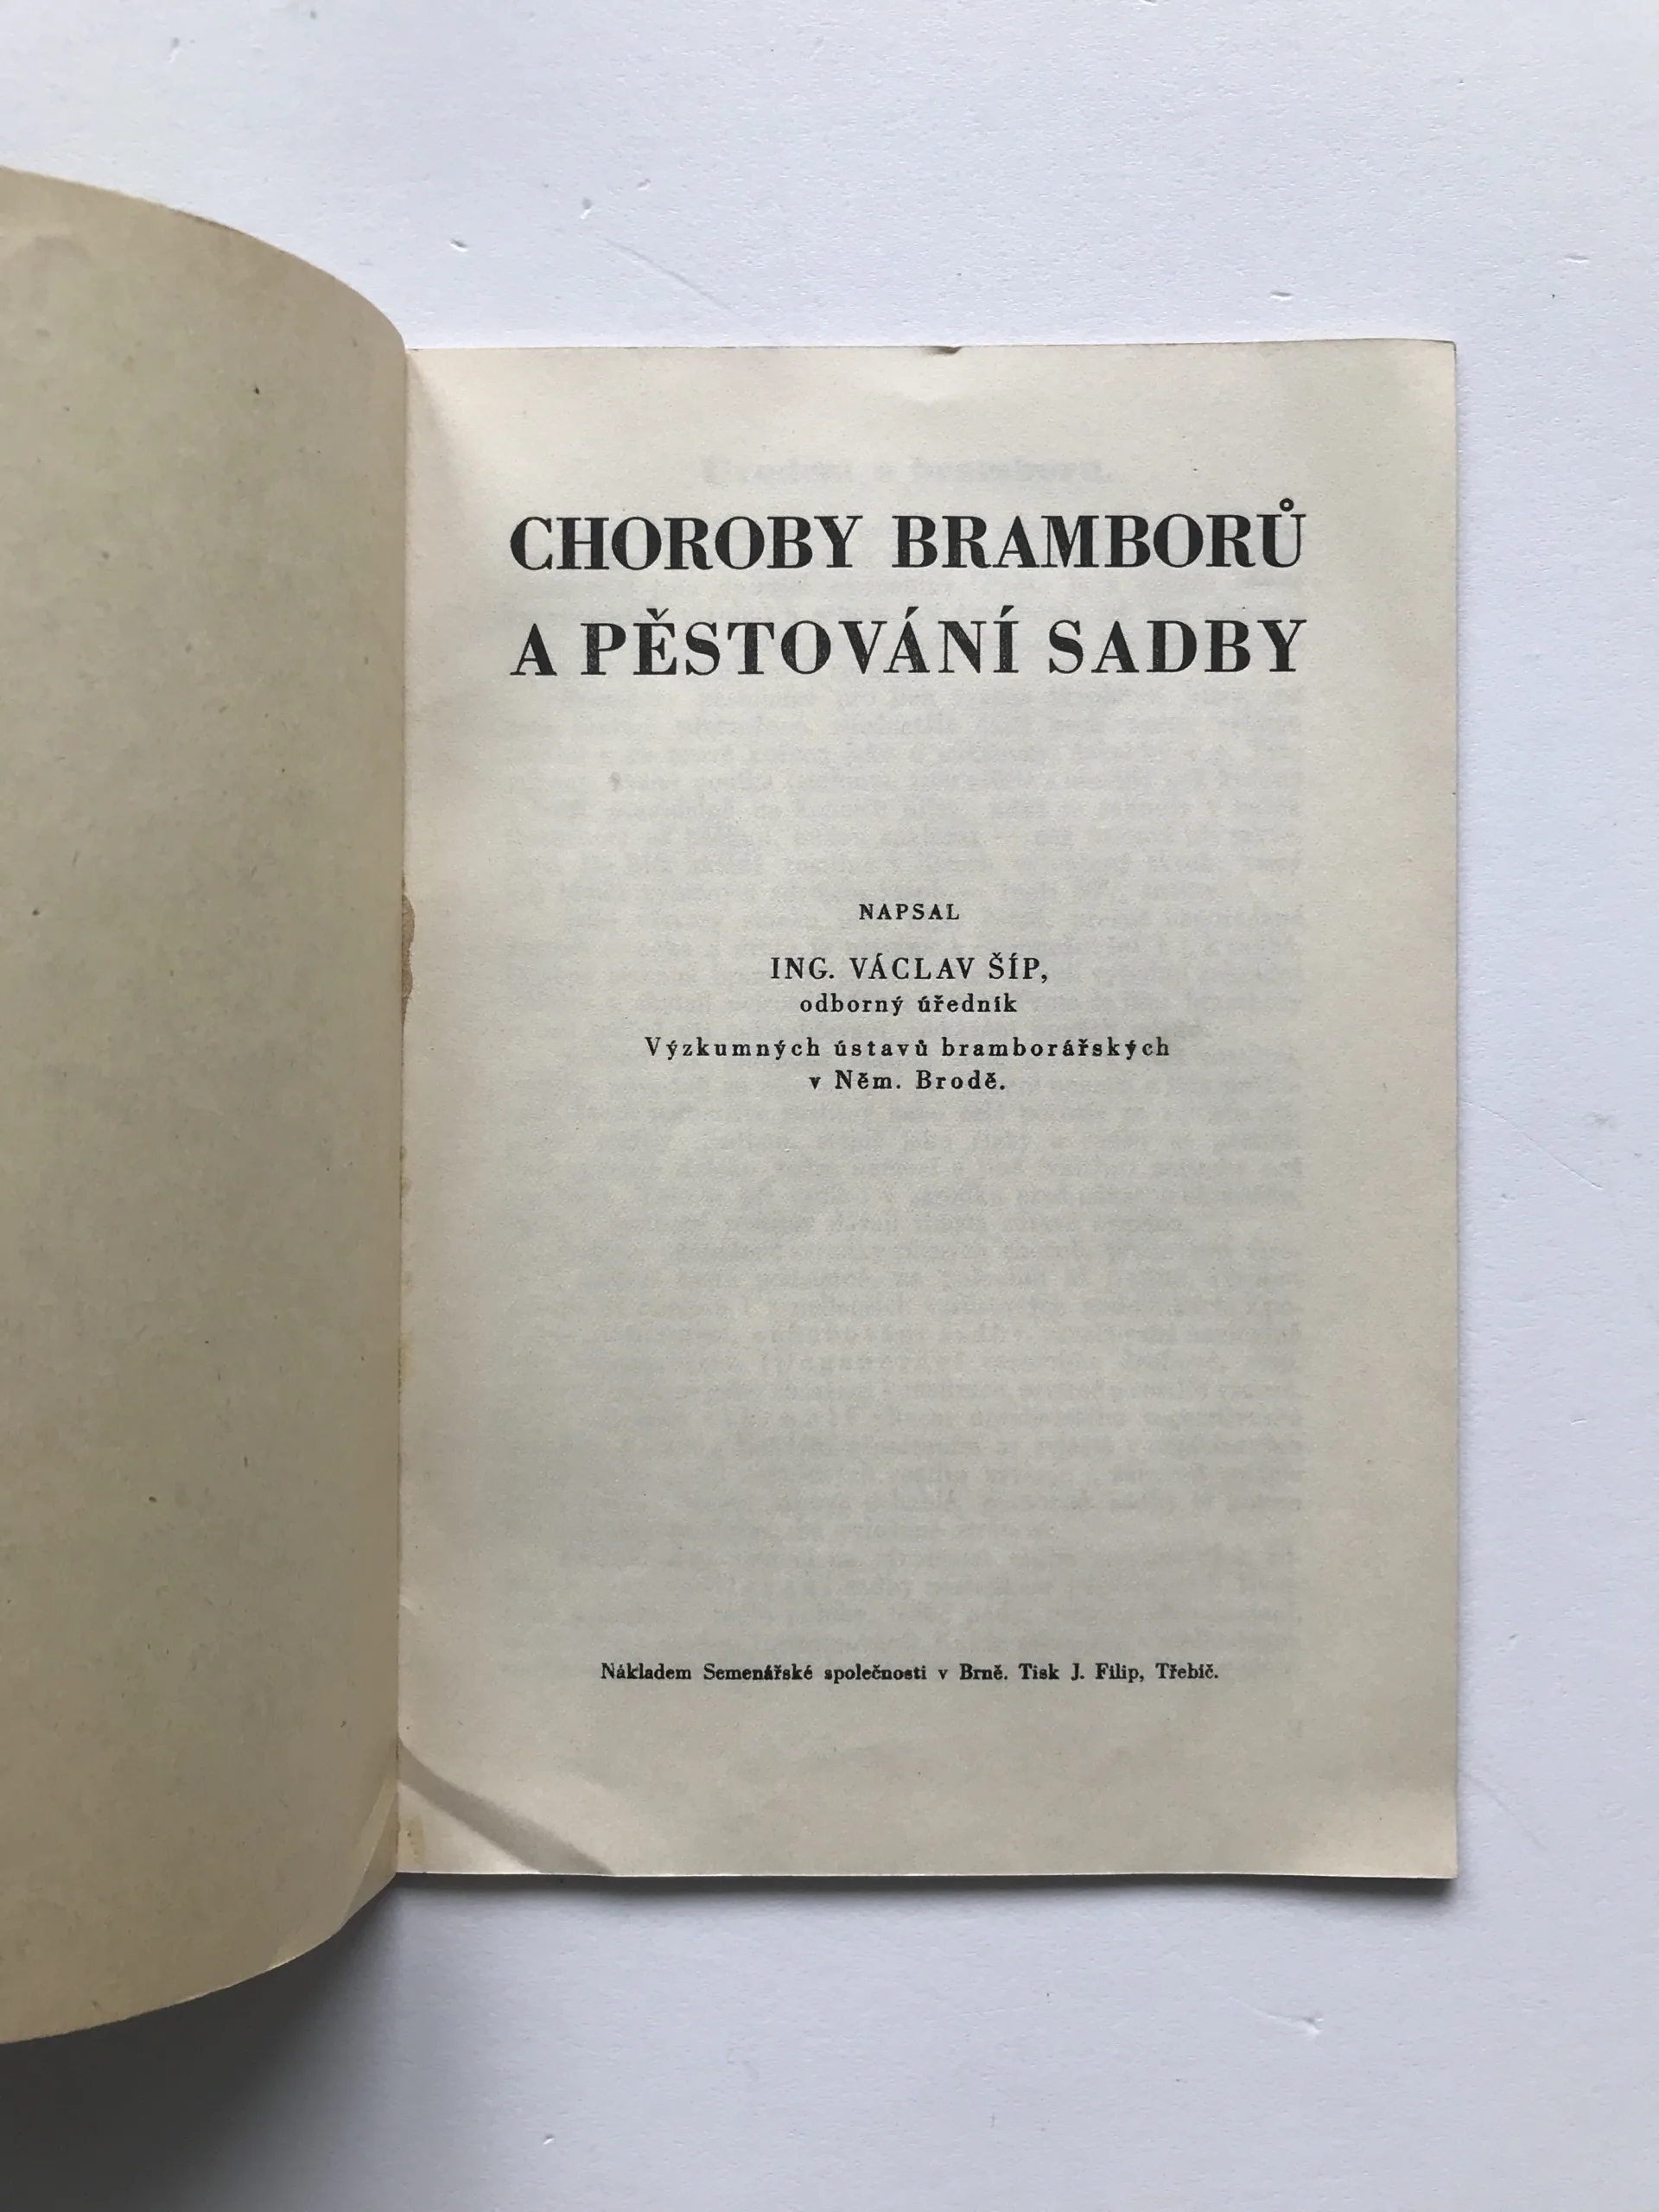 CHOROBY BRAMBORŮ
A PĚSTOVÁNÍ SADBY
NAPSAL
ING. VÁCLAV ŠÍP,
odborný úředník
Výzkumných ústavů bramborářských
v Něm. Brodě.
Nákladem Semenářské společnosti v Brně. Tisk J. Filip, Třebíč.